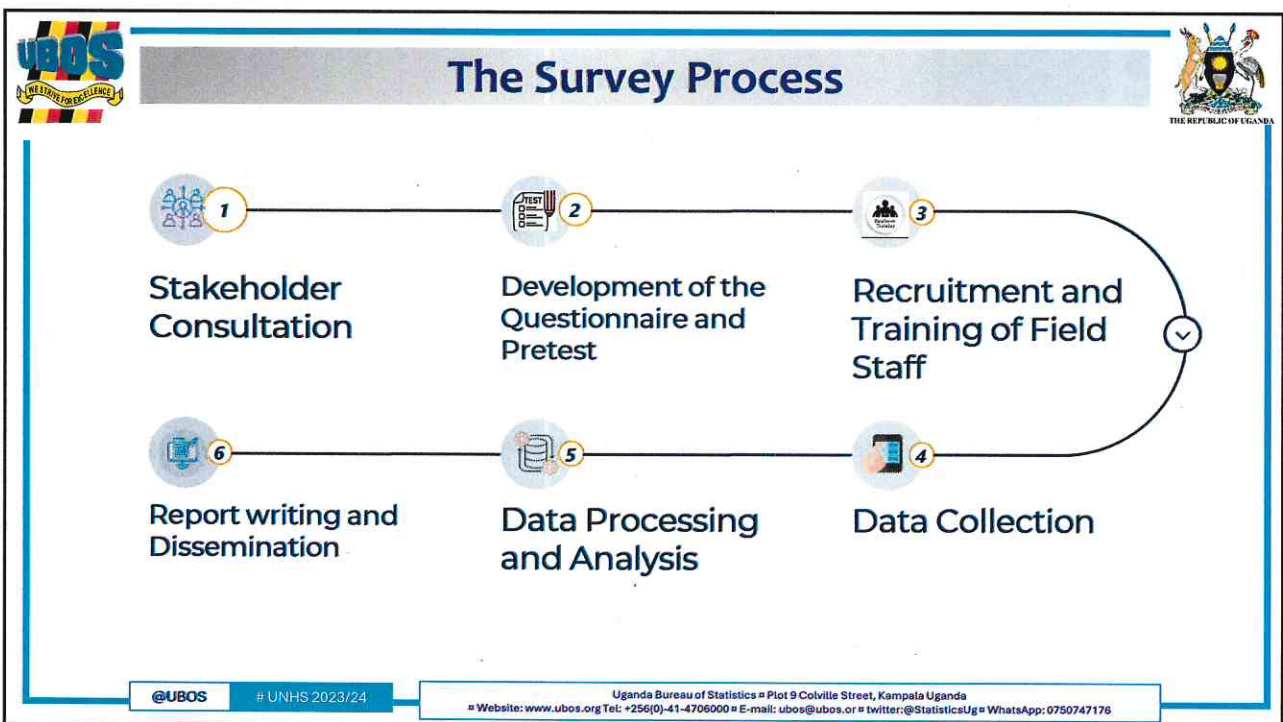 UBOS
WE STRIVE FOR EXCELLENCE
The Survey Process
THE REPUBLIC OF UGANDA
1
Stakeholder
Consultation
TEST
2
Development of the
Questionnaire and
Pretest
3
Recruitment and
Training of Field
Staff
4
Data Collection
5
Data Processing
and Analysis
6
Report writing and
Dissemination
@UBOS
# UNHS 2023/24
Uganda Bureau of Statistics ¤ Plot 9 Colville Street, Kampala Uganda
¤ Website: www.ubos.org Tel: +256(0)-41-4706000 ¤ E-mail: ubos@ubos.or ¤ twitter:@StatisticsUg ¤ WhatsApp: 0750747176